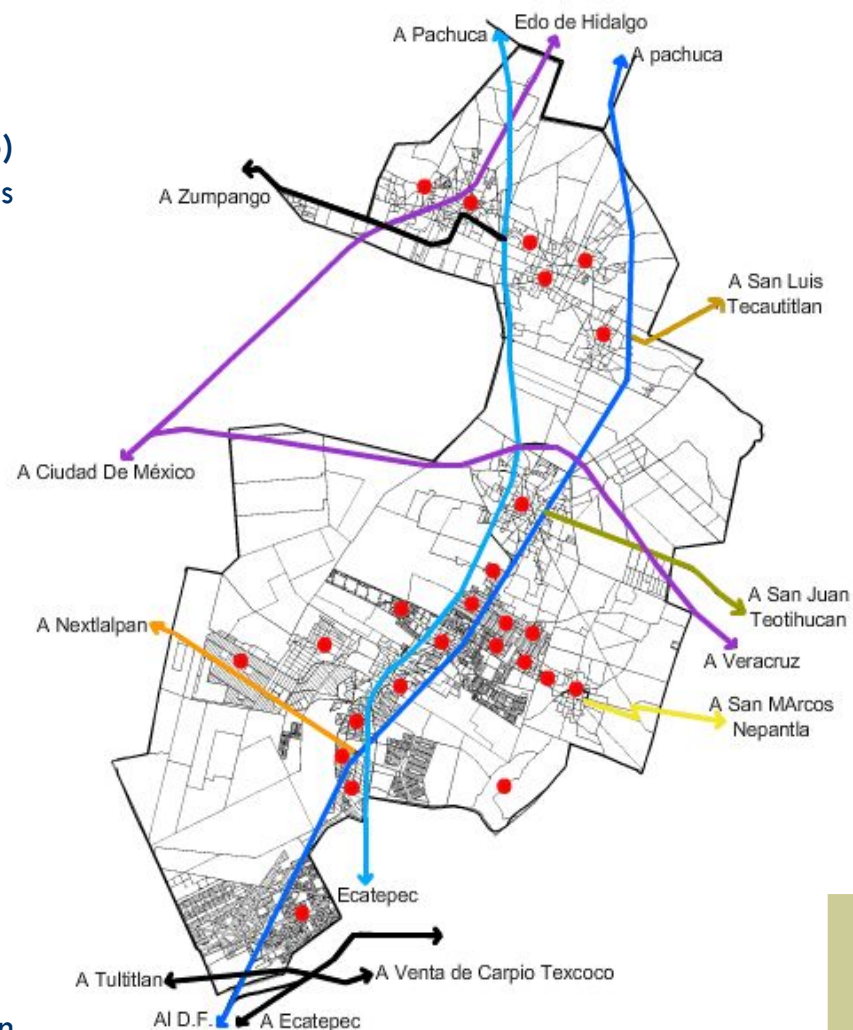 A Pachuca
Edo de Hidalgo
A pachuca
)
s
A Zumpango
A San Luis
Tecautitlan
A Ciudad De México
A San Juan
Teotihucan
A Nextlalpan
A Veracruz
A San MArcos
Nepantla
Ecatepec
A Tultitlan
A Venta de Carpio Texcoco
Al D.F.
A Ecatepec
n